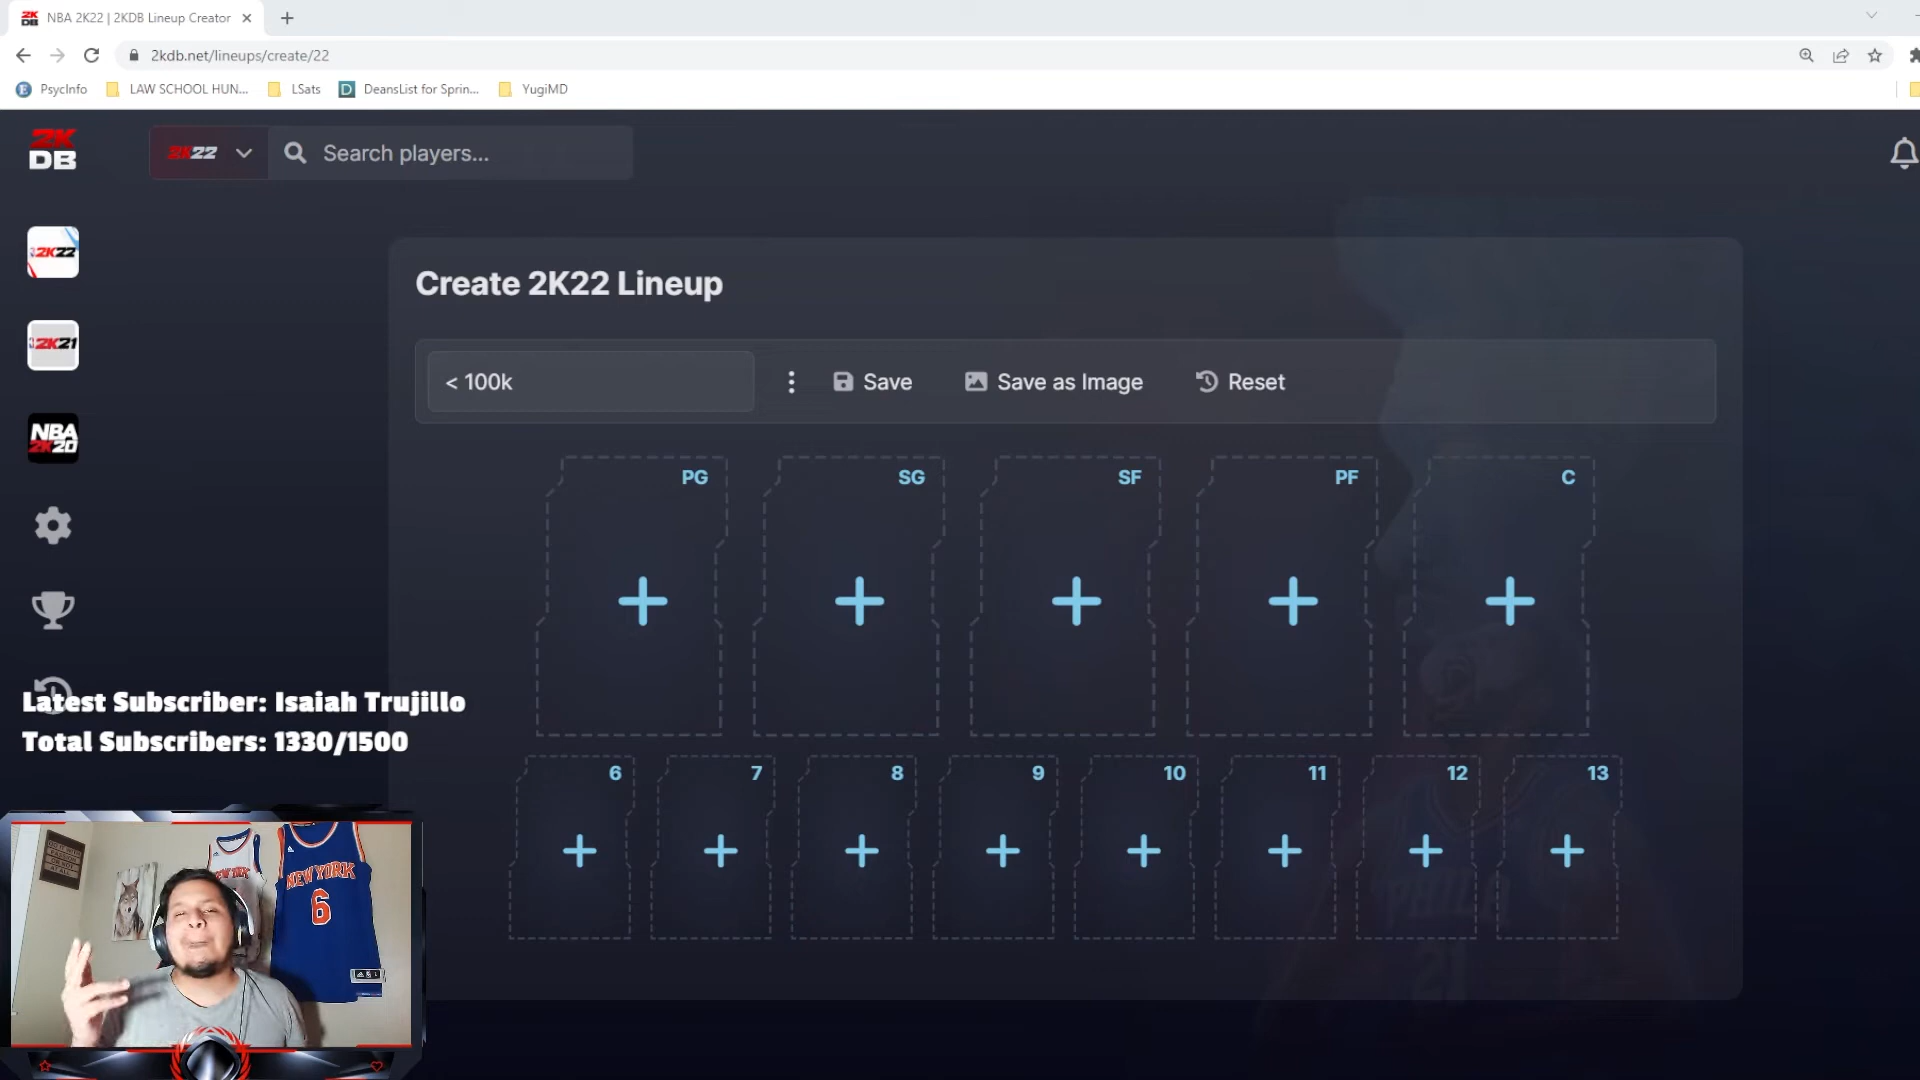 NBA 2K22 | 2KDB Lineup Creator
2kdb.net/lineups/create/22
PsycInfo
LAW SCHOOL HUN...
LSats
DeansList for Sprin...
YugiMD
2K
DB
2K22
Search players...
2K22
Create 2K22 Lineup
2K21
< 100k
Save
Save as Image
Reset
NBA
2K20
PG
SG
SF
PF
C
Latest Subscriber: Isaiah Trujillo
Total Subscribers: 1330/1500
6
7
8
9
10
11
12
13
NEW YORK
6
PHILA
21